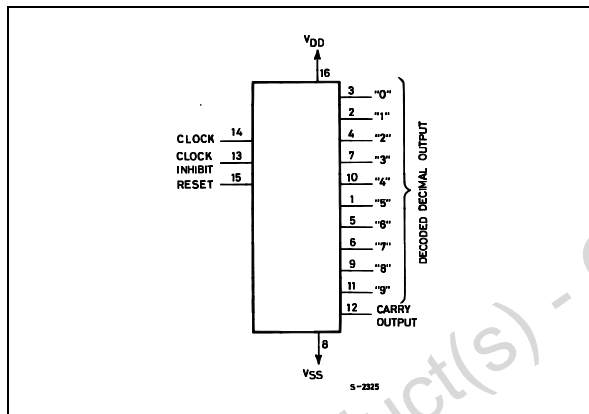 VDD
16
3 "0"
2 "1"
4 "2"
7 "3"
10 "4"
1 "5"
5 "6"
6 "7"
9 "8"
11 "9"
12 CARRY
OUTPUT
CLOCK 14
CLOCK 13
INHIBIT
RESET 15
DECODED DECIMAL OUTPUT
8
VSS
S-2325
duct(s) -